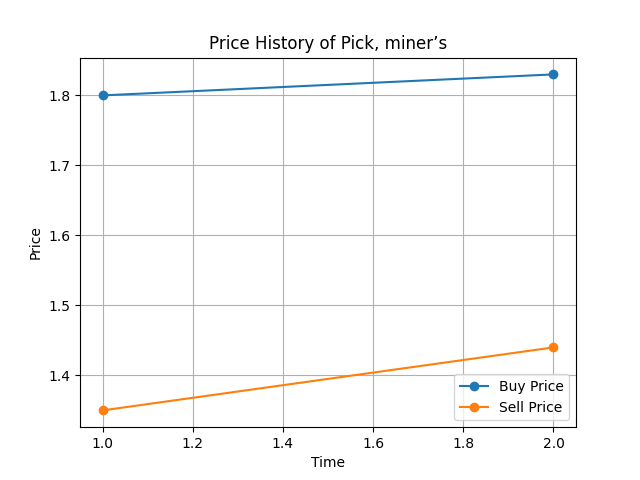 Price History of Pick, miner’s
Price
1.8
1.7
1.6
1.5
1.4
1.0 1.2 1.4 1.6 1.8 2.0
Time
Buy Price
Sell Price